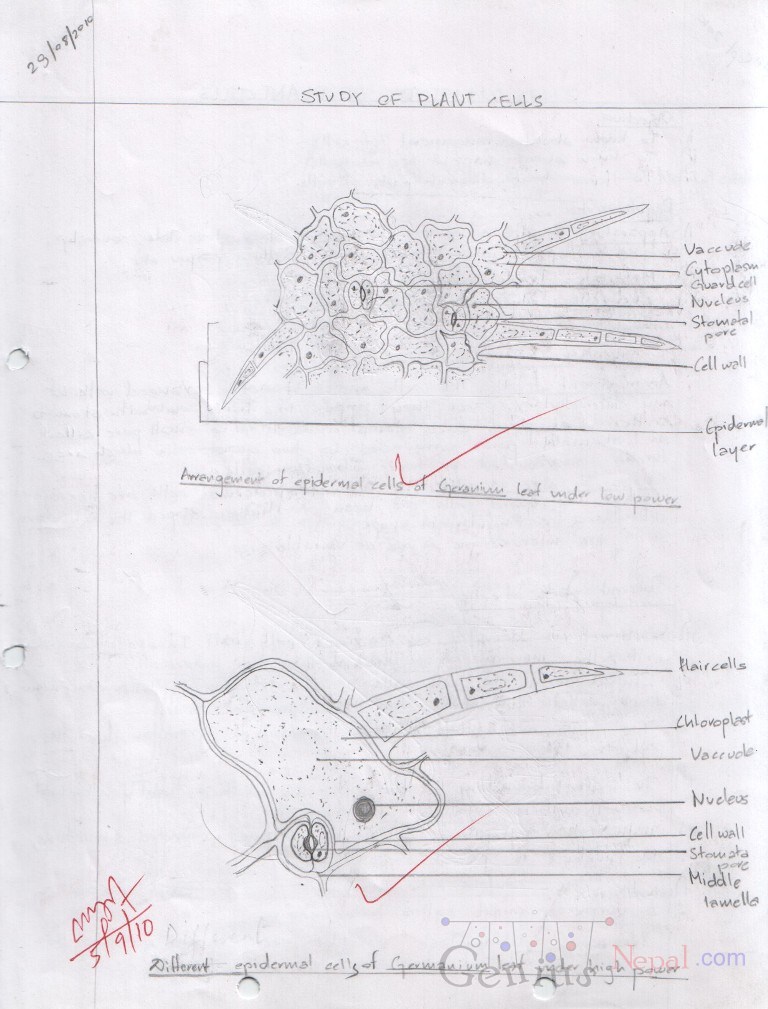 29/08/2010
STUDY OF PLANT CELLS
Vaccuole
Cytoplasm
Guard cell
Nucleus
Stomatal
pore
Cell wall
Epidermal
layer
Arrangement of epidermal cells of Geranium leaf under low power
Hair cells
Chloroplast
Vaccuole
Nucleus
Cell wall
Stomata
pore
Middle
lamella
5/9/10
Different epidermal cells of Germanium leaf under high power
Genius Nepal.com